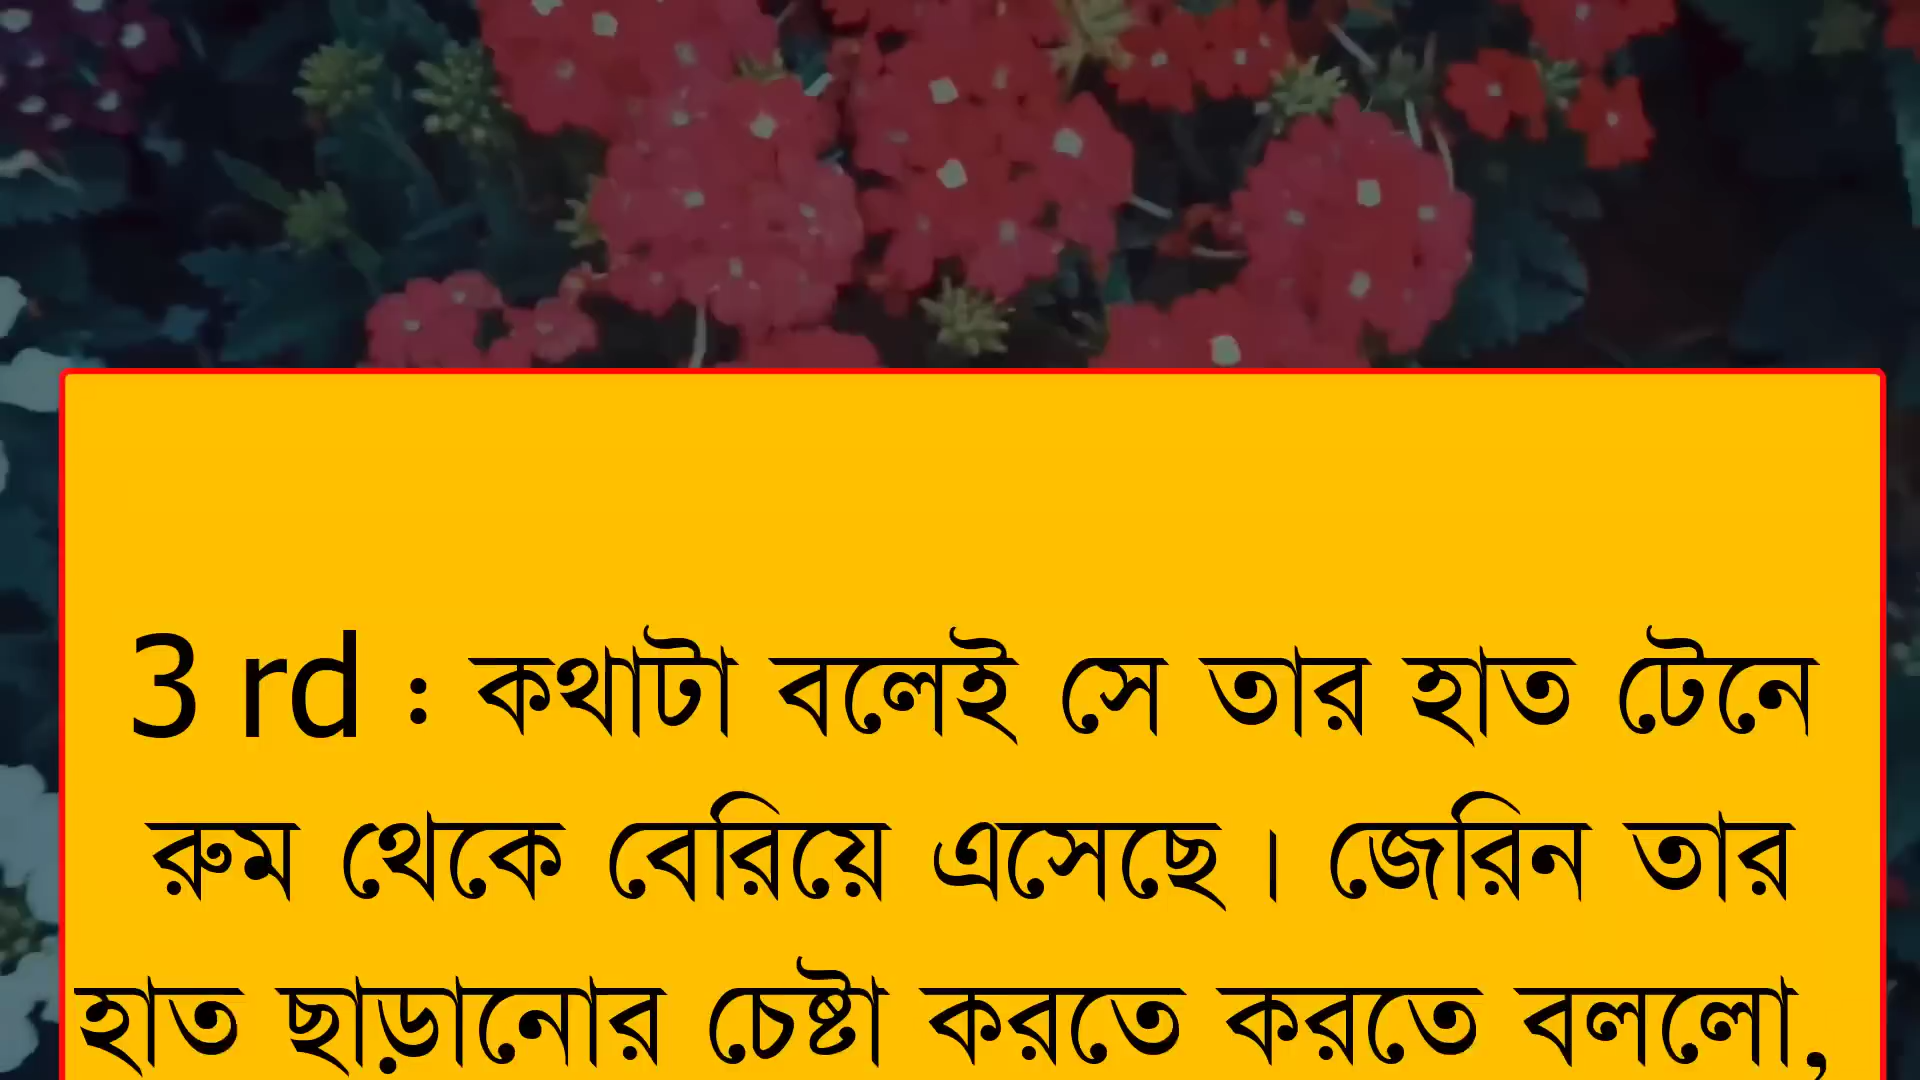 3 rd : কথাটা বলেই সে তার হাত টেনে
রুম থেকে বেরিয়ে এসেছে। জেরিন তার
হাত ছাড়ানোর চেষ্টা করতে করতে বললো,